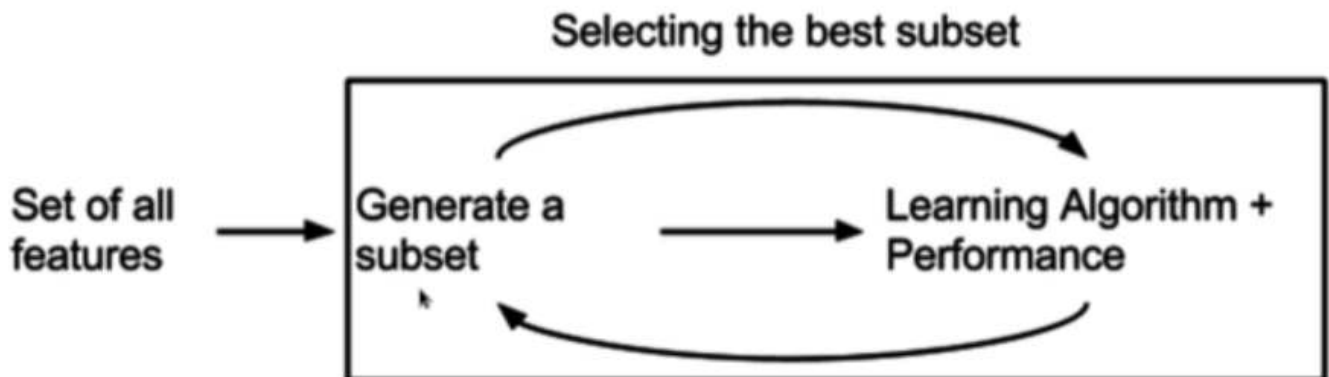 Selecting the best subset
Set of all
features
Generate a
subset
Learning Algorithm +
Performance